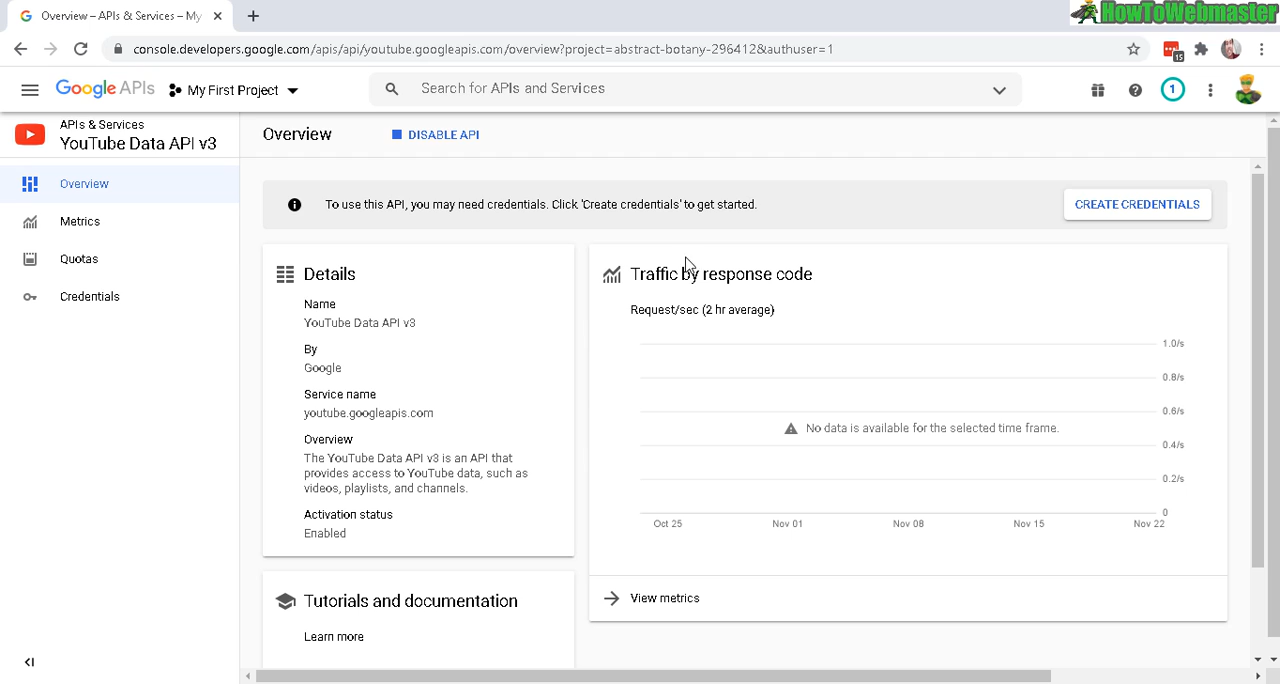 Overview – APIs & Services – My
HowToWebmaster
console.developers.google.com/apis/api/youtube.googleapis.com/overview?project=abstract-botany-296412&authuser=1
15
Google APIs
My First Project
Search for APIs and Services
1
APIs & Services
YouTube Data API v3
Overview
DISABLE API
Overview
Metrics
Quotas
Credentials
To use this API, you may need credentials. Click 'Create credentials' to get started.
CREATE CREDENTIALS
Details
Name
YouTube Data API v3
By
Google
Service name
youtube.googleapis.com
Overview
The YouTube Data API v3 is an API that
provides access to YouTube data, such as
videos, playlists, and channels.
Activation status
Enabled
Tutorials and documentation
Learn more
Traffic by response code
Request/sec (2 hr average)
1.0/s
0.8/s
0.6/s
No data is available for the selected time frame.
0.4/s
0.2/s
0
Oct 25 Nov 01 Nov 08 Nov 15 Nov 22
View metrics